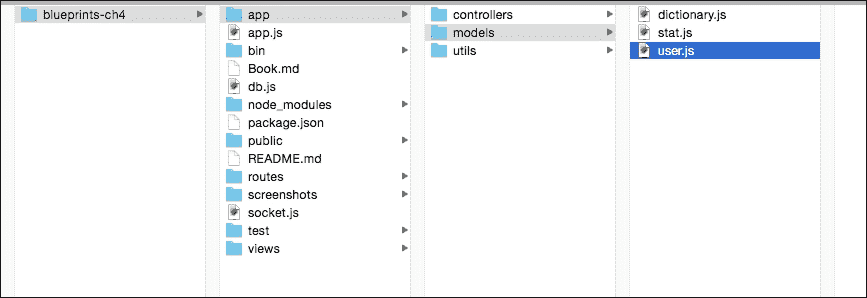 blueprints-ch4
app
app.js
bin
Book.md
db.js
node_modules
package.json
public
README.md
routes
screenshots
socket.js
test
views
controllers
models
utils
dictionary.js
stat.js
user.js